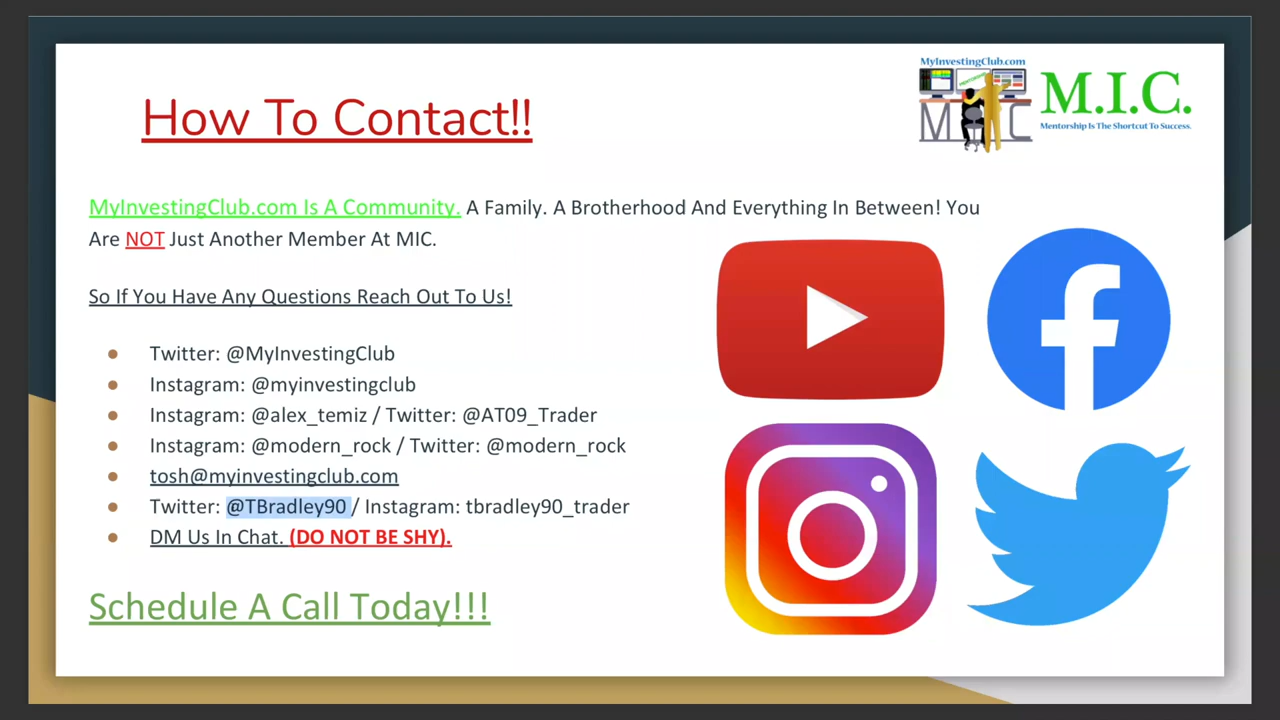 MyInvestingClub.com
M.I.C.
Mentorship Is The Shortcut To Success.
MIC
How To Contact!!
MyInvestingClub.com Is A Community. A Family. A Brotherhood And Everything In Between! You
Are NOT Just Another Member At MIC.
So If You Have Any Questions Reach Out To Us!
● Twitter: @MyInvestingClub
● Instagram: @myinvestingclub
● Instagram: @alex_temiz / Twitter: @AT09_Trader
● Instagram: @modern_rock / Twitter: @modern_rock
● tosh@myinvestingclub.com
● Twitter: @TBradley90 / Instagram: tbradley90_trader
● DM Us In Chat. (DO NOT BE SHY).
Schedule A Call Today!!!